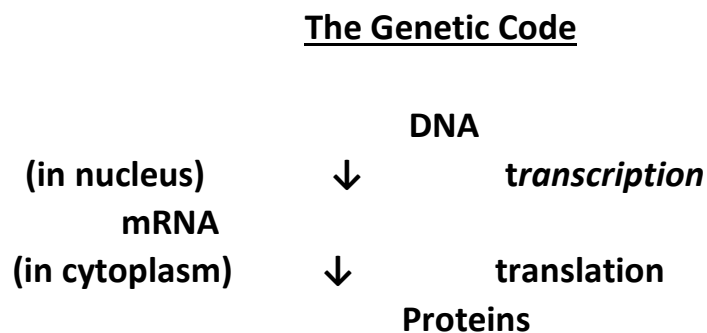 The Genetic Code
DNA
(in nucleus) ↓ transcription
mRNA
(in cytoplasm) ↓ translation
Proteins